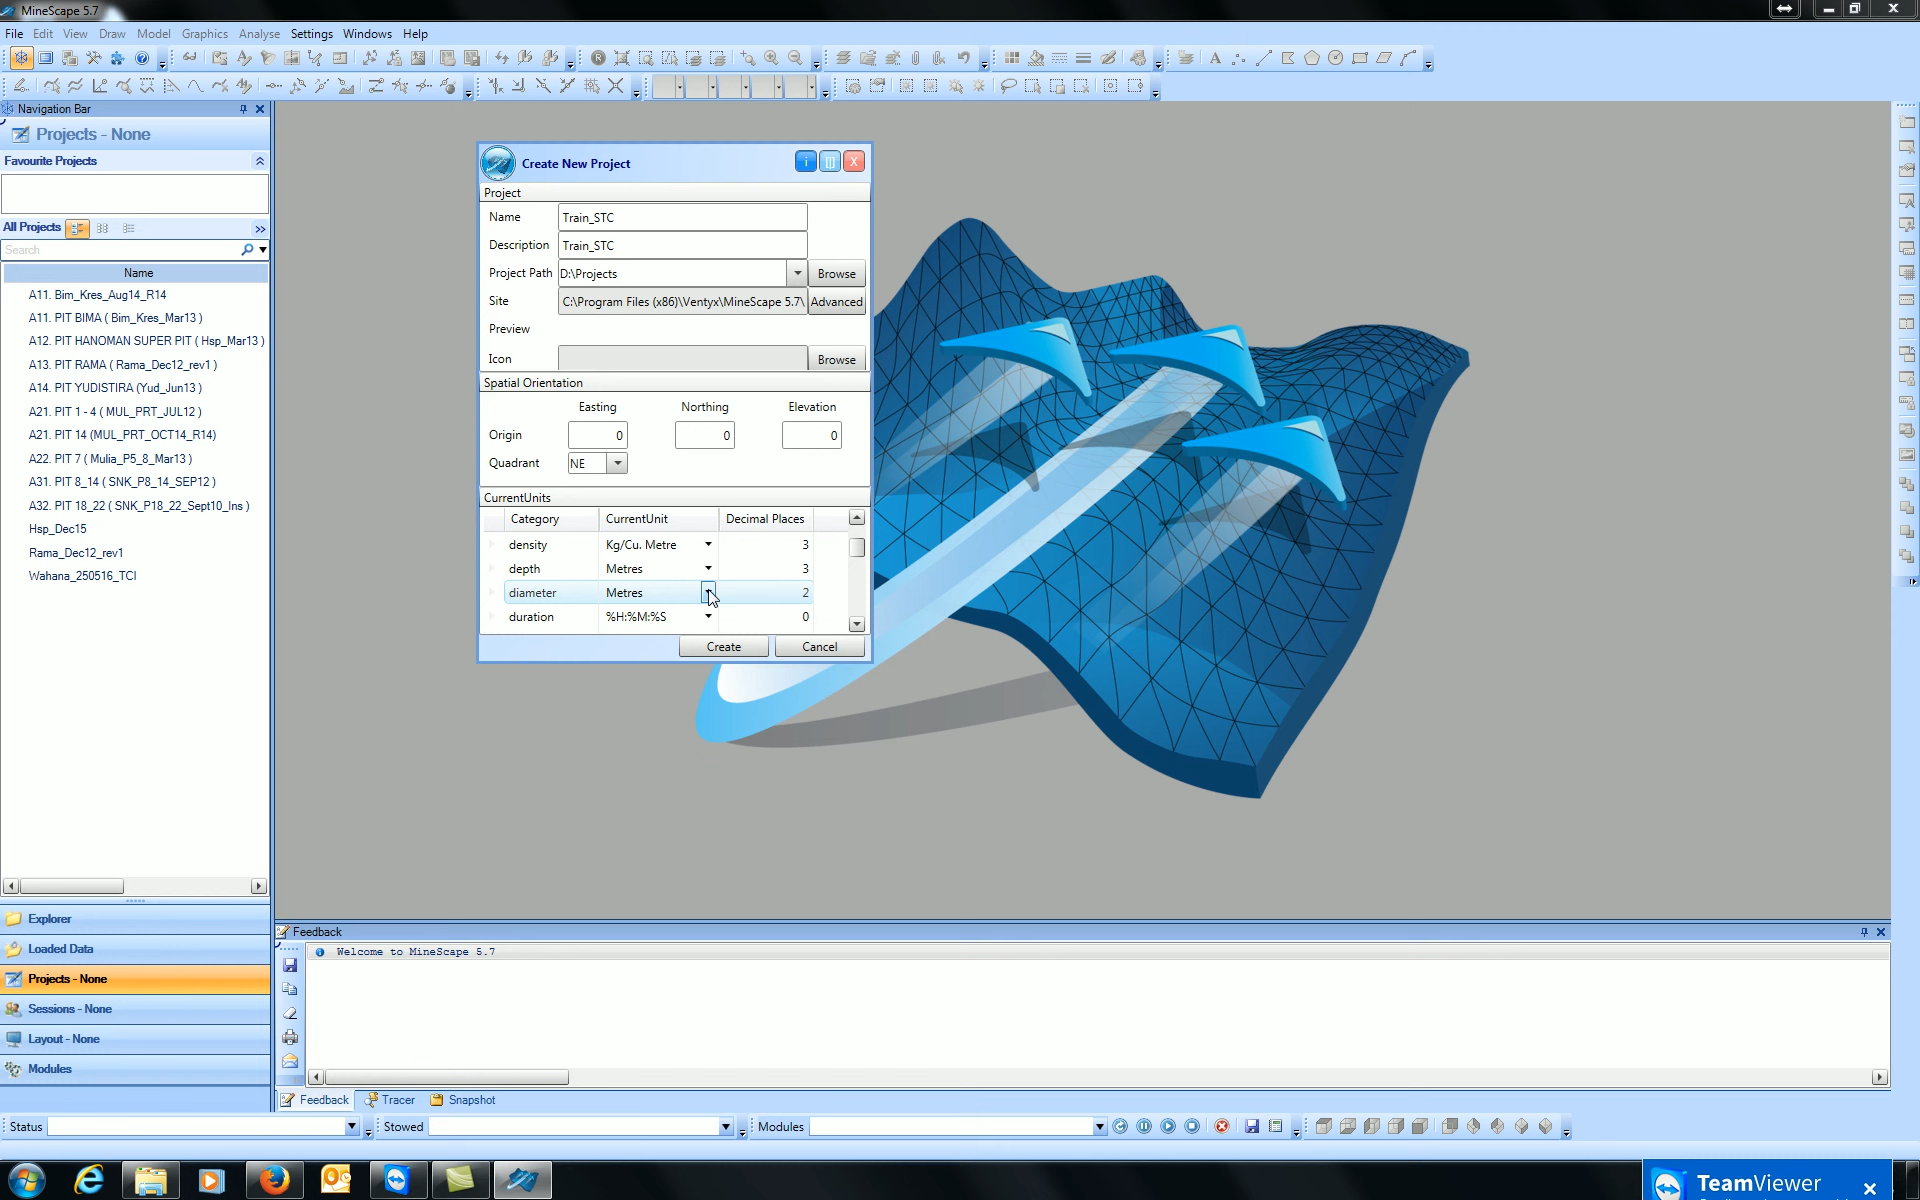 MineScape 5.7
File Edit View Draw Model Graphics Analyse Settings Windows Help
Navigation Bar
Projects - None
Favourite Projects
All Projects
Search
Name
A11. Bim_Kres_Aug14_R14
A11. PIT BIMA ( Bim_Kres_Mar13 )
A12. PIT HANOMAN SUPER PIT ( Hsp_Mar13 )
A13. PIT RAMA ( Rama_Dec12_rev1 )
A14. PIT YUDISTIRA (Yud_Jun13 )
A21. PIT 1 - 4 ( MUL_PRT_JUL12 )
A21. PIT 14 (MUL_PRT_OCT14_R14)
A22. PIT 7 ( Mulia_P5_8_Mar13 )
A31. PIT 8_14 ( SNK_P8_14_SEP12 )
A32. PIT 18_22 ( SNK_P18_22_Sept10_Ins )
Hsp_Dec15
Rama_Dec12_rev1
Wahana_250516_TCI
Explorer
Loaded Data
Projects - None
Sessions - None
Layout - None
Modules
Create New Project
Project
Name Train_STC
Description Train_STC
Project Path D:\Projects Browse
Site C:\Program Files (x86)\Ventyx\MineScape 5.7\ Advanced
Preview
Icon Browse
Spatial Orientation
Easting Northing Elevation
Origin 0 0 0
Quadrant NE
CurrentUnits
Category CurrentUnit Decimal Places
density Kg/Cu. Metre 3
depth Metres 3
diameter Metres 2
duration %H:%M:%S 0
Create Cancel
Feedback
Welcome to MineScape 5.7
Feedback Tracer Snapshot
Status Stowed Modules
TeamViewer